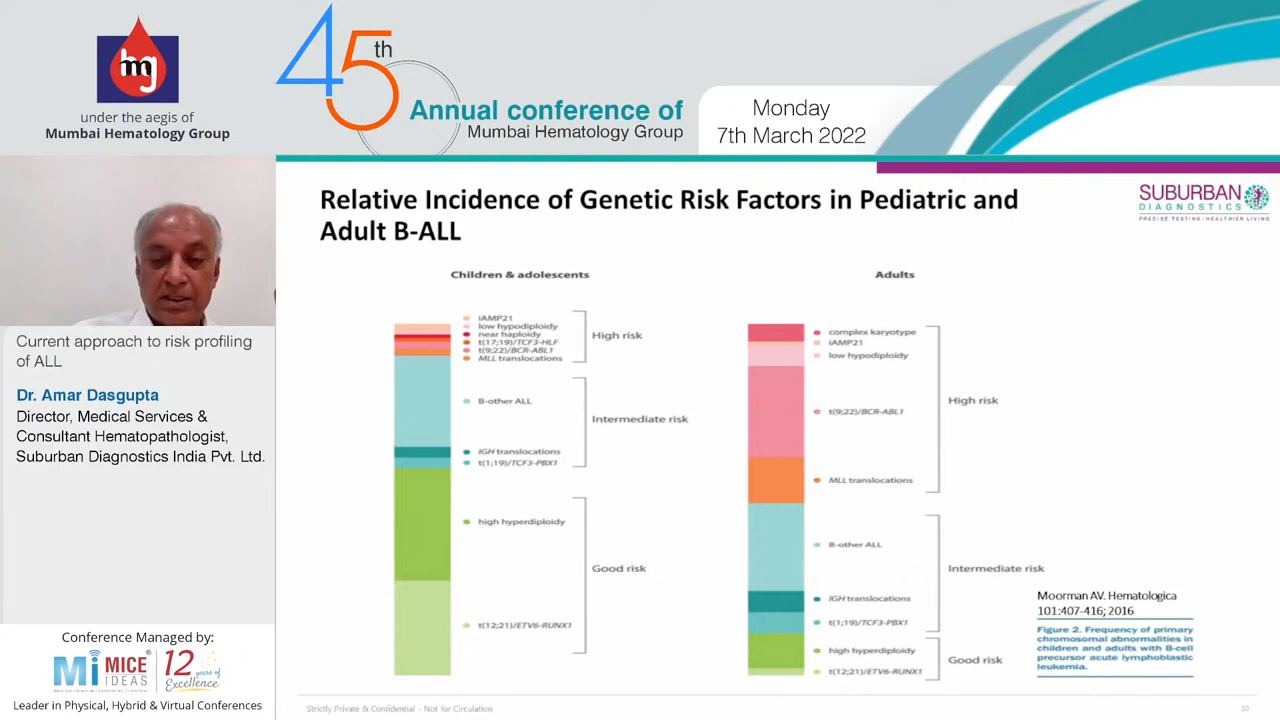 hmg
under the aegis of
Mumbai Hematology Group
45th
Annual conference of
Mumbai Hematology Group
Monday
7th March 2022
Current approach to risk profiling
of ALL
Dr. Amar Dasgupta
Director, Medical Services &
Consultant Hematopathologist,
Suburban Diagnostics India Pvt. Ltd.
Conference Managed by:
Mi MICE IDEAS®
12 years of Excellence
Leader in Physical, Hybrid & Virtual Conferences
Relative Incidence of Genetic Risk Factors in Pediatric and
Adult B-ALL
SUBURBAN
DIAGNOSTICS
PRECISE TESTING · HEALTHIER LIVING
Children & adolescents
iAMP21
low hypodiploidy
near haploidy
t(17;19)/TCF3-HLF
t(9;22)/BCR-ABL1
MLL translocations
High risk
B-other ALL
IGH translocations
t(1;19)/TCF3-PBX1
Intermediate risk
high hyperdiploidy
t(12;21)/ETV6-RUNX1
Good risk
Adults
complex karyotype
iAMP21
low hypodiploidy
t(9;22)/BCR-ABL1
MLL translocations
High risk
B-other ALL
IGH translocations
t(1;19)/TCF3-PBX1
Intermediate risk
high hyperdiploidy
t(12;21)/ETV6-RUNX1
Good risk
Moorman AV. Hematologica
101:407-416; 2016
Figure 2. Frequency of primary
chromosomal abnormalities in
children and adults with B-cell
precursor acute lymphoblastic
leukemia.
Strictly Private & Confidential - Not for Circulation
10